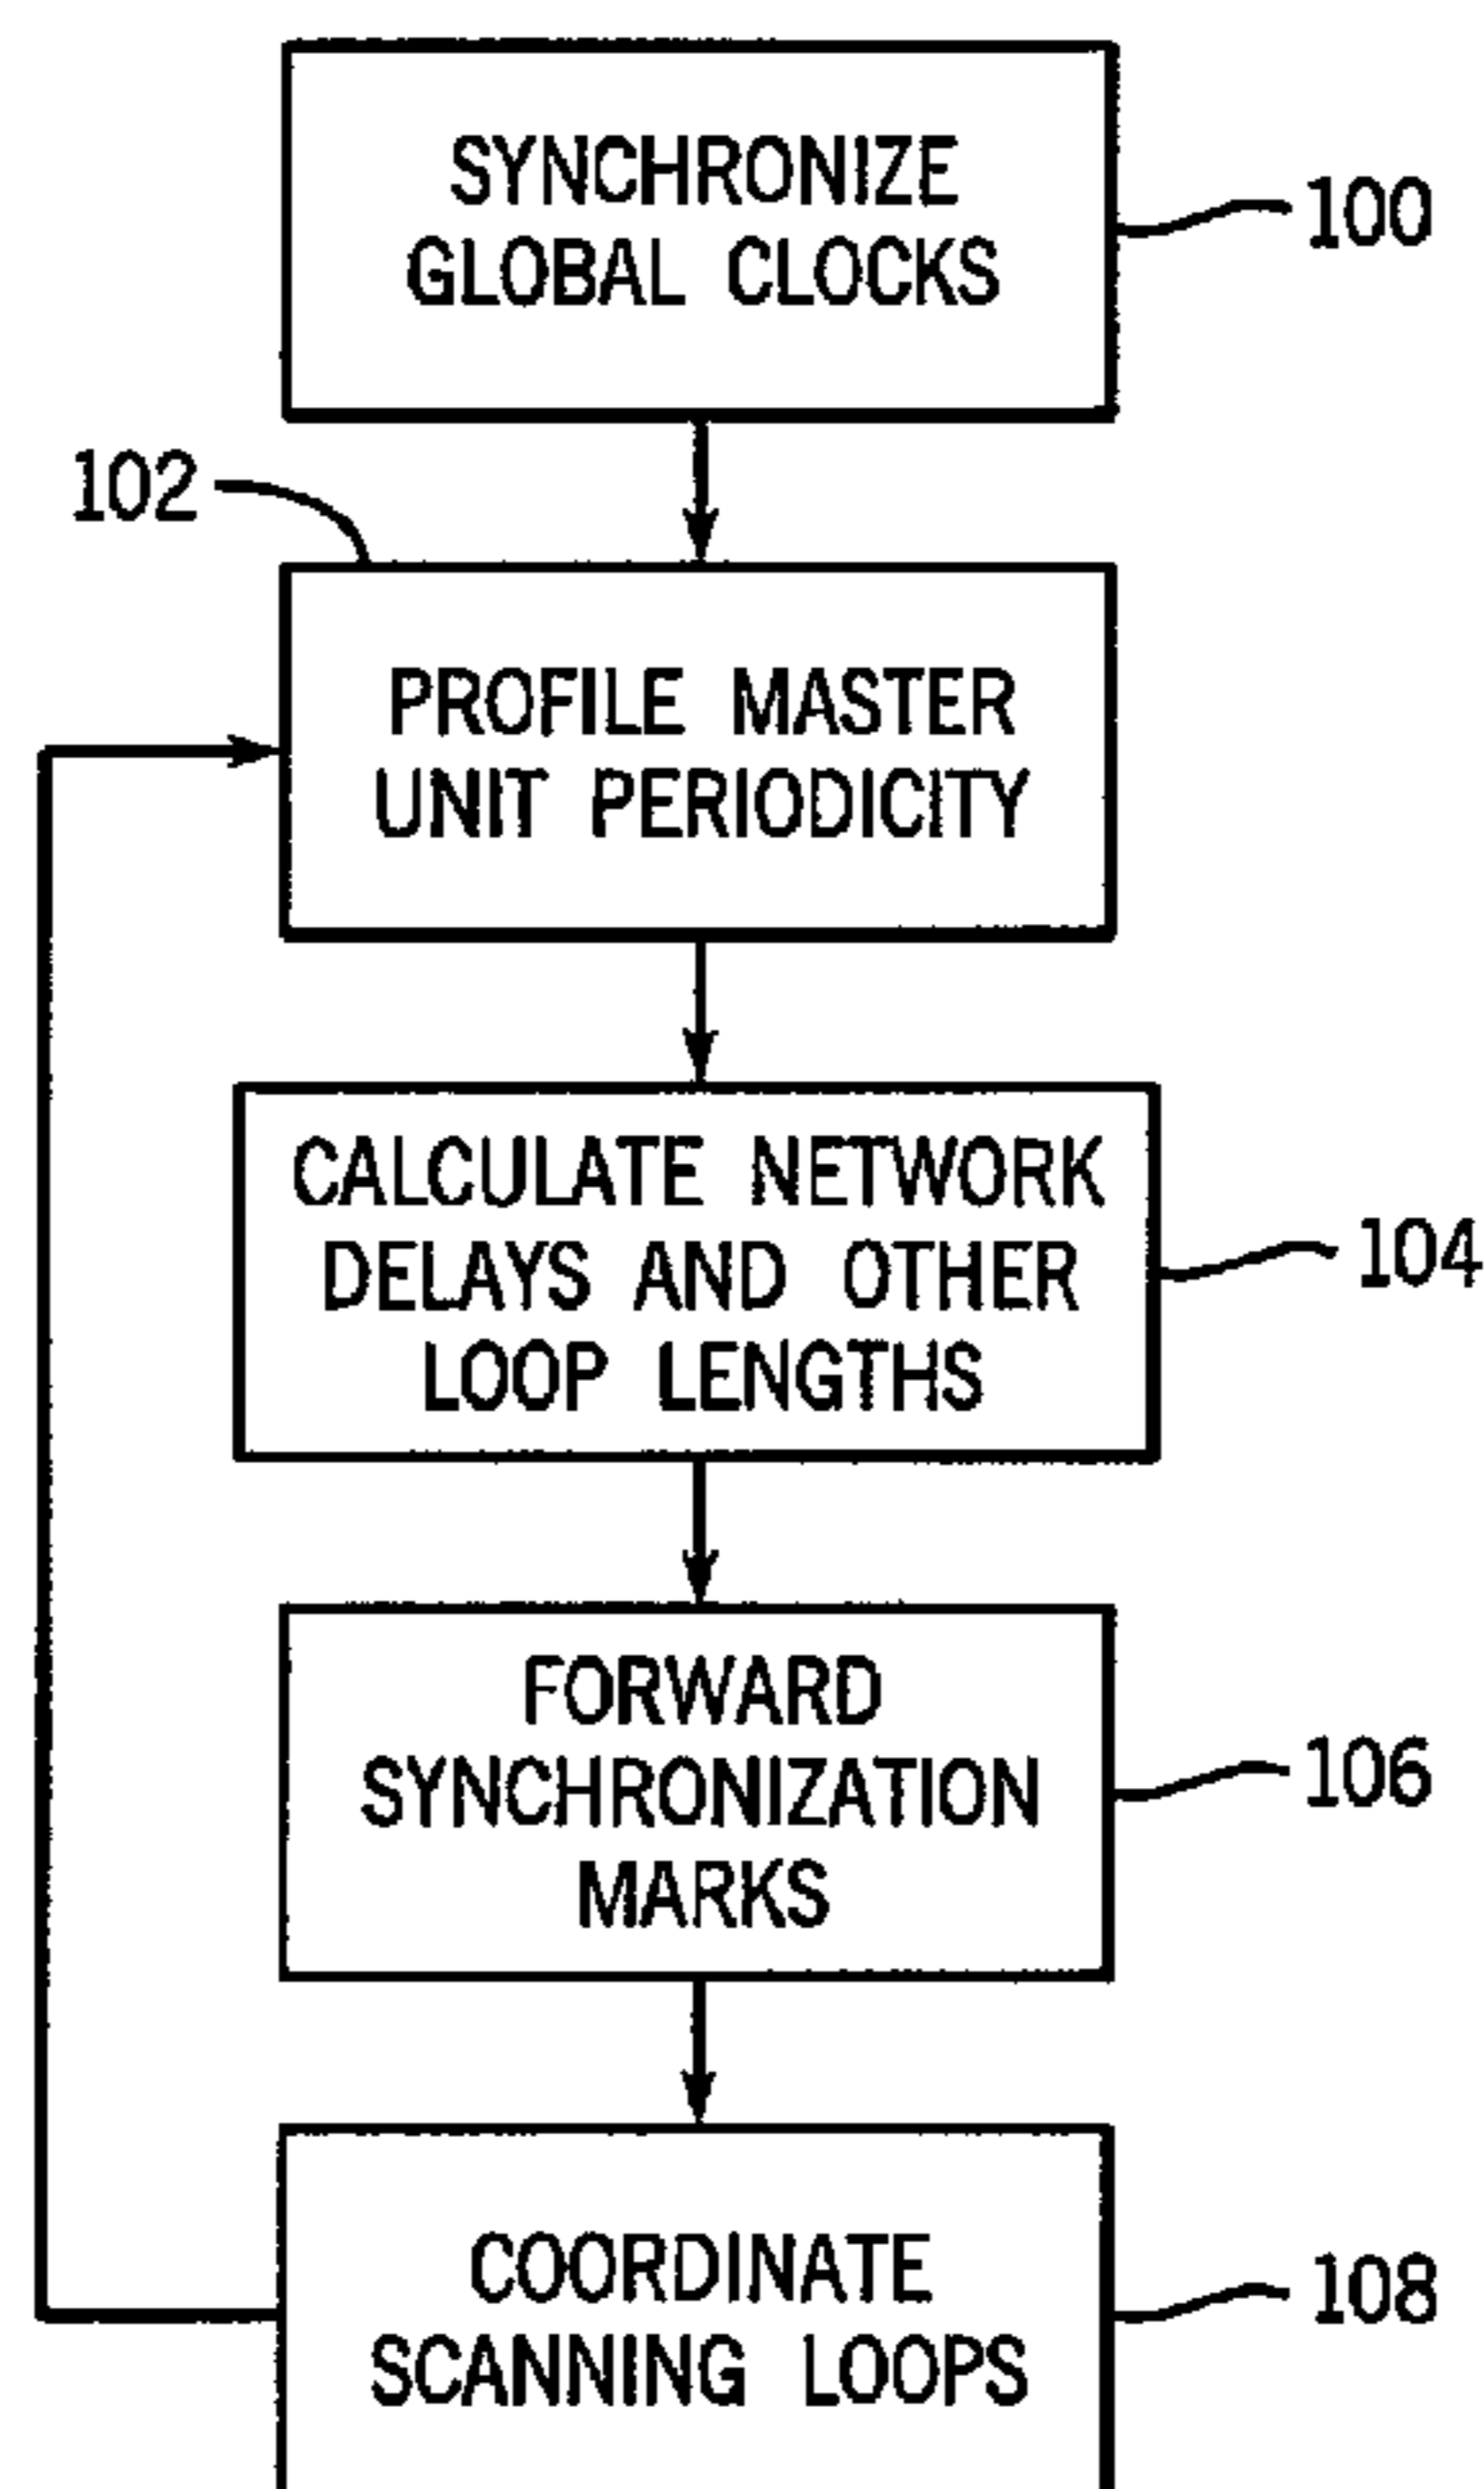 SYNCHRONIZE
GLOBAL CLOCKS
100
102
PROFILE MASTER
UNIT PERIODICITY
CALCULATE NETWORK
DELAYS AND OTHER
LOOP LENGTHS
104
FORWARD
SYNCHRONIZATION
MARKS
106
COORDINATE
SCANNING LOOPS
108